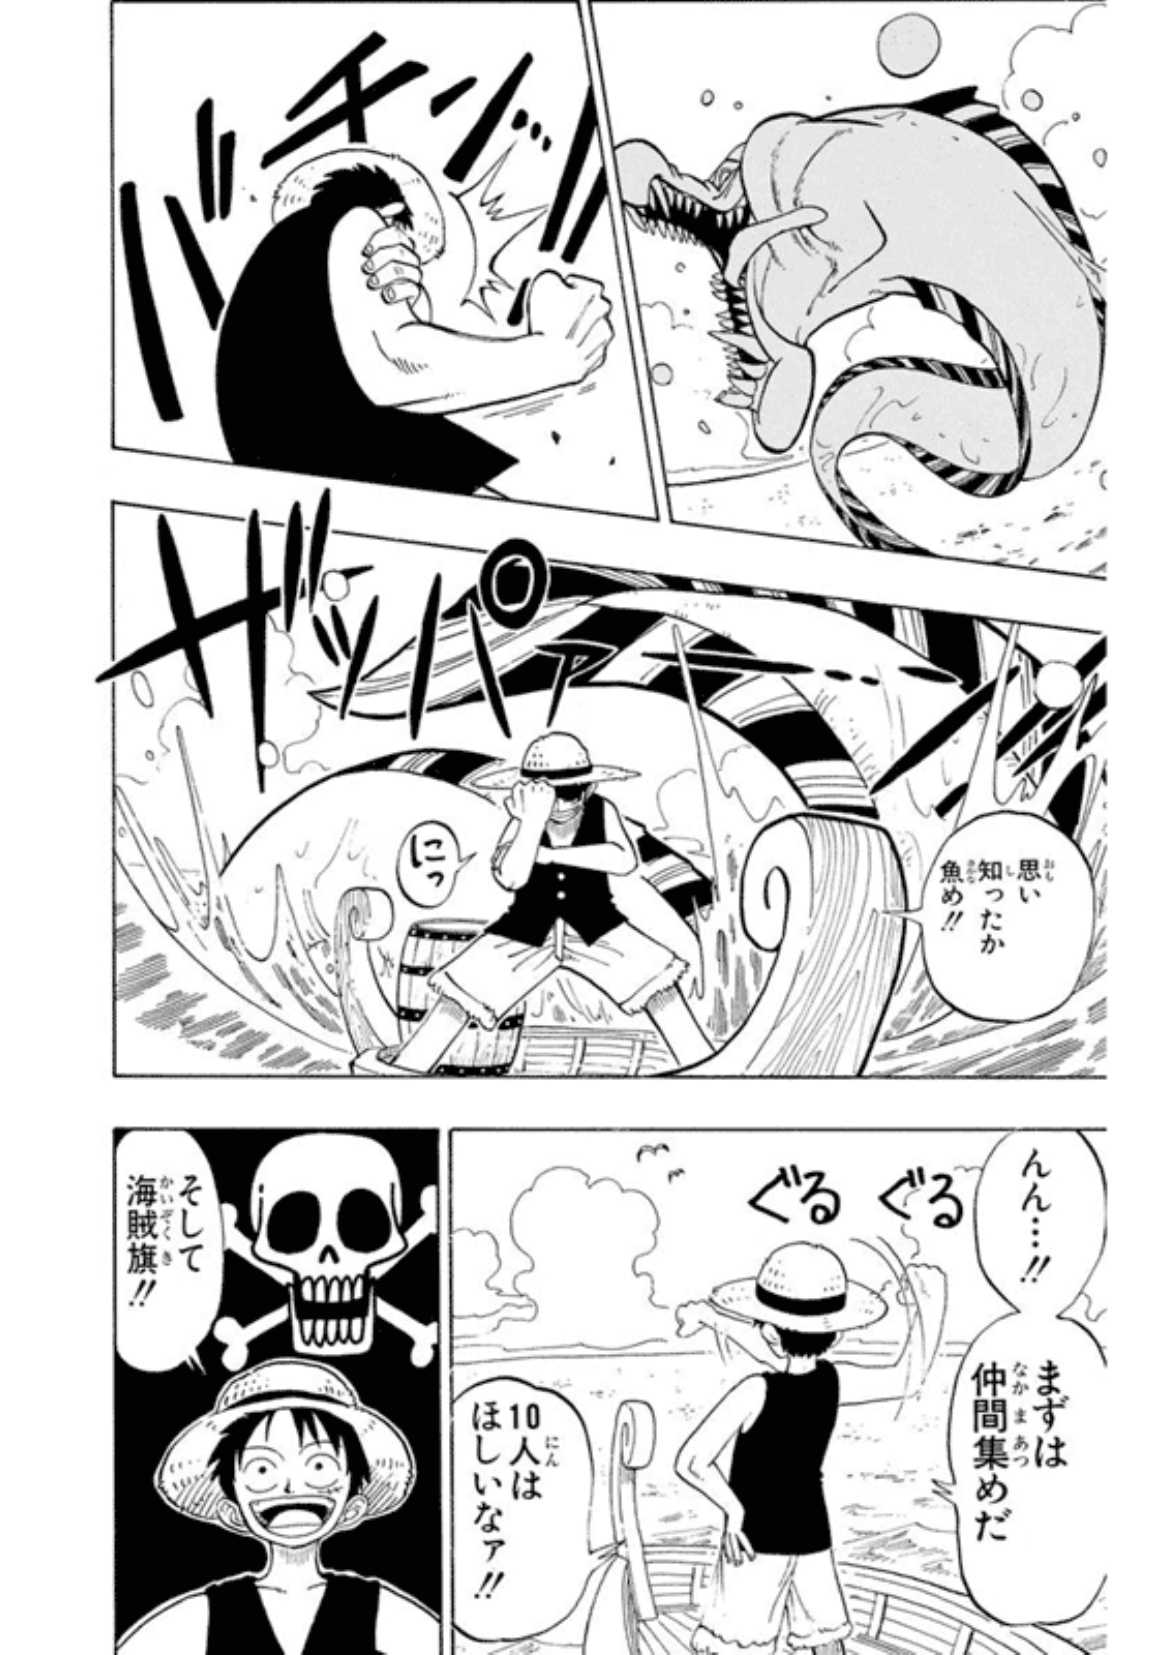 バチンッ…!!
ザッパァー…ン!!
思い
知ったか
魚め!!
にっ
んん…!!
まずは
仲間集めだ
ぐるぐる
10人は
ほしいなァ!!
そして
海賊旗!!